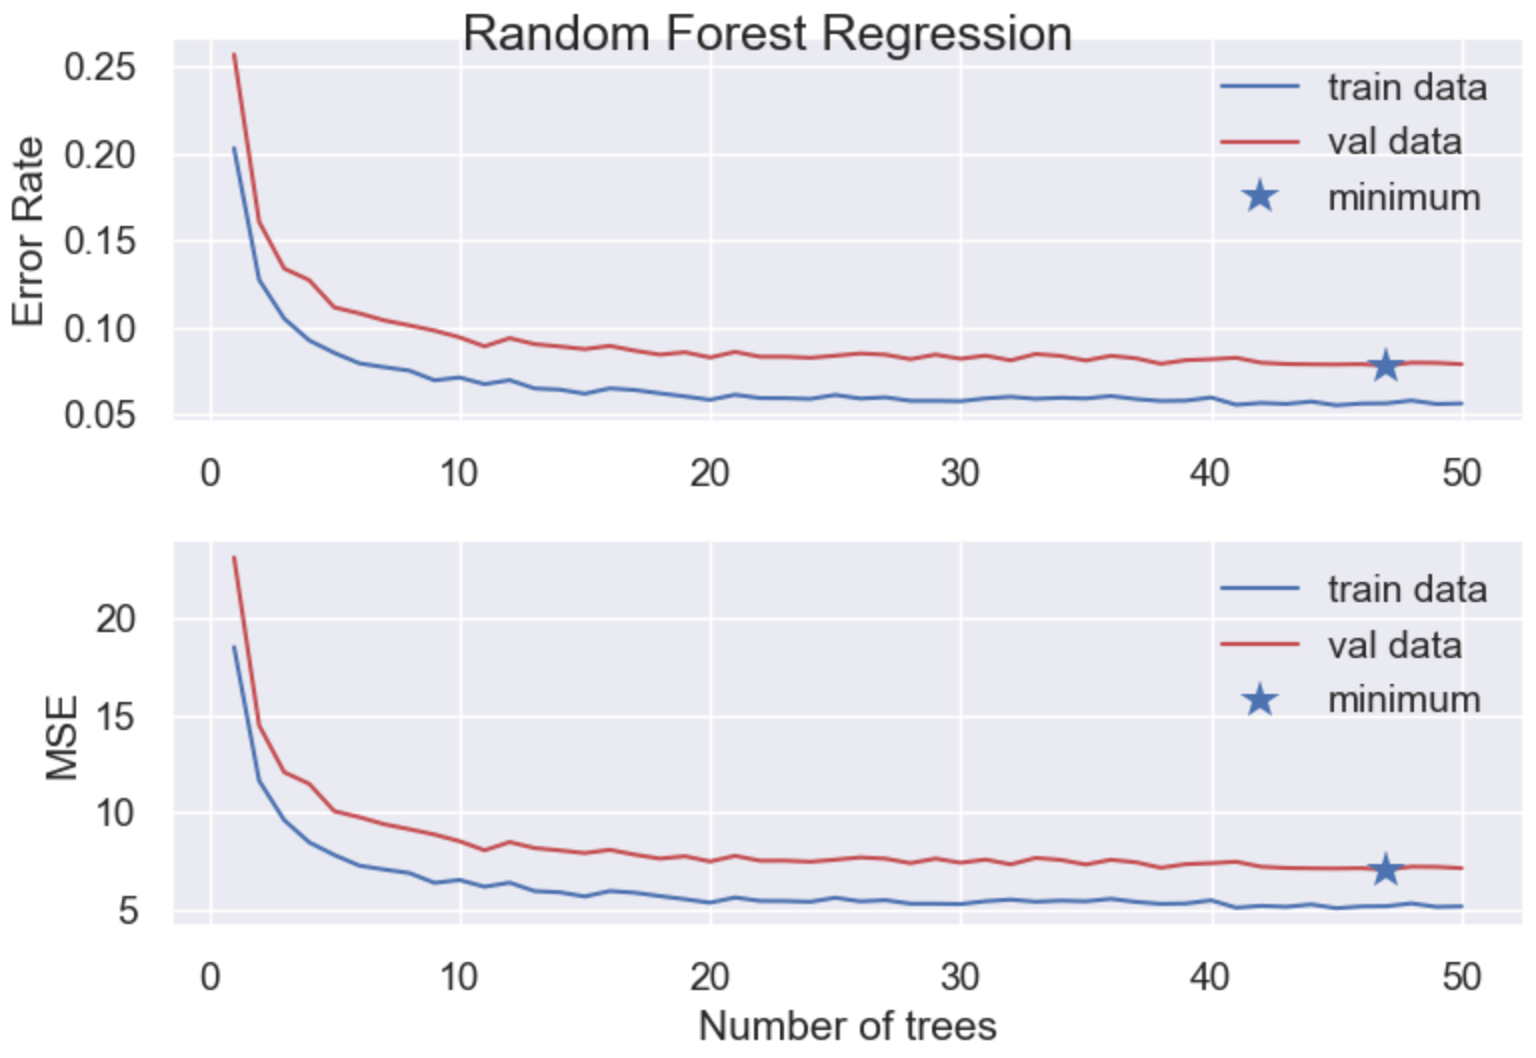 Random Forest Regression
Error Rate
0.25
0.20
0.15
0.10
0.05
0 10 20 30 40 50
train data
val data
minimum
MSE
20
15
10
5
0 10 20 30 40 50
train data
val data
minimum
Number of trees